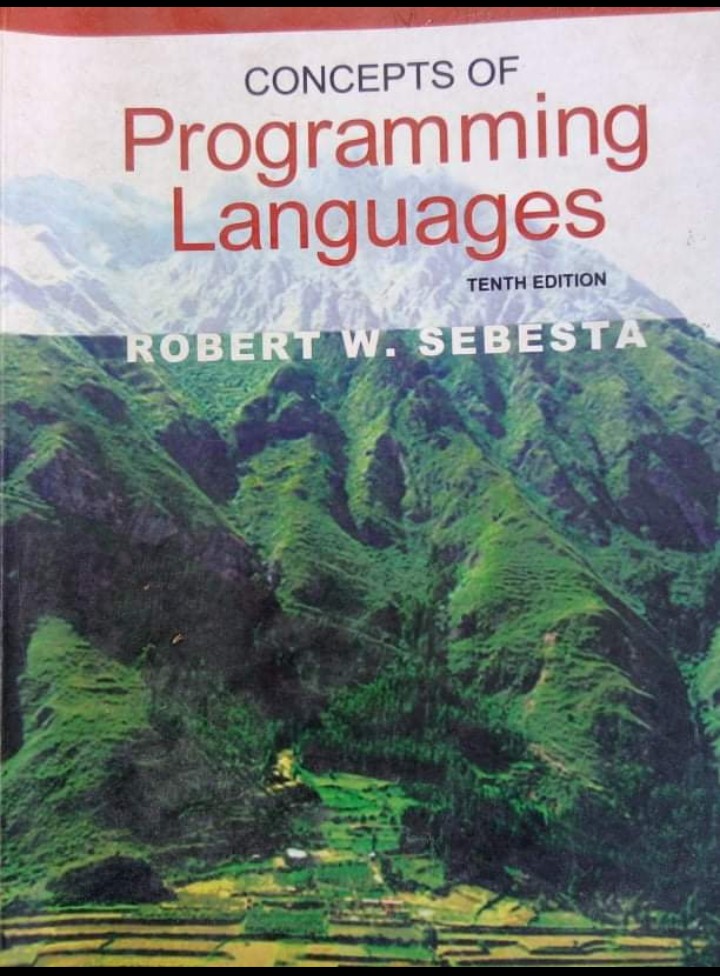 CONCEPTS OF
Programming
Languages
TENTH EDITION
ROBERT W. SEBESTA